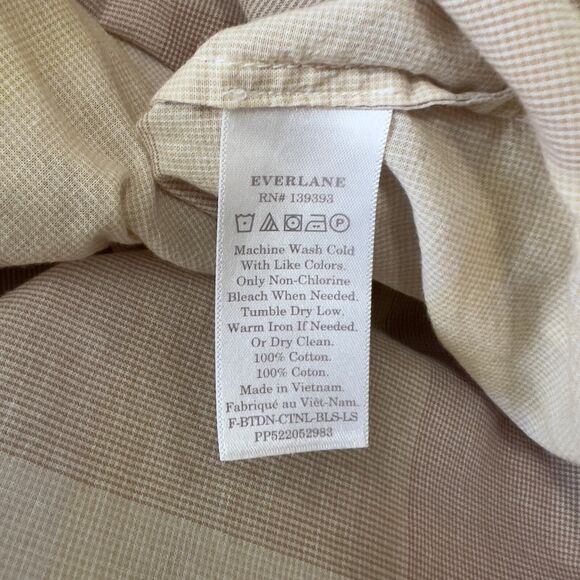 EVERLANE
RN# 139393
Machine Wash Cold
With Like Colors.
Only Non-Chlorine
Bleach When Needed.
Tumble Dry Low.
Warm Iron If Needed.
Or Dry Clean.
100% Cotton.
100% Coton.
Made in Vietnam.
Fabriqué au Viêt-Nam.
F-BTDN-CTNL-BLS-LS
PP522052983